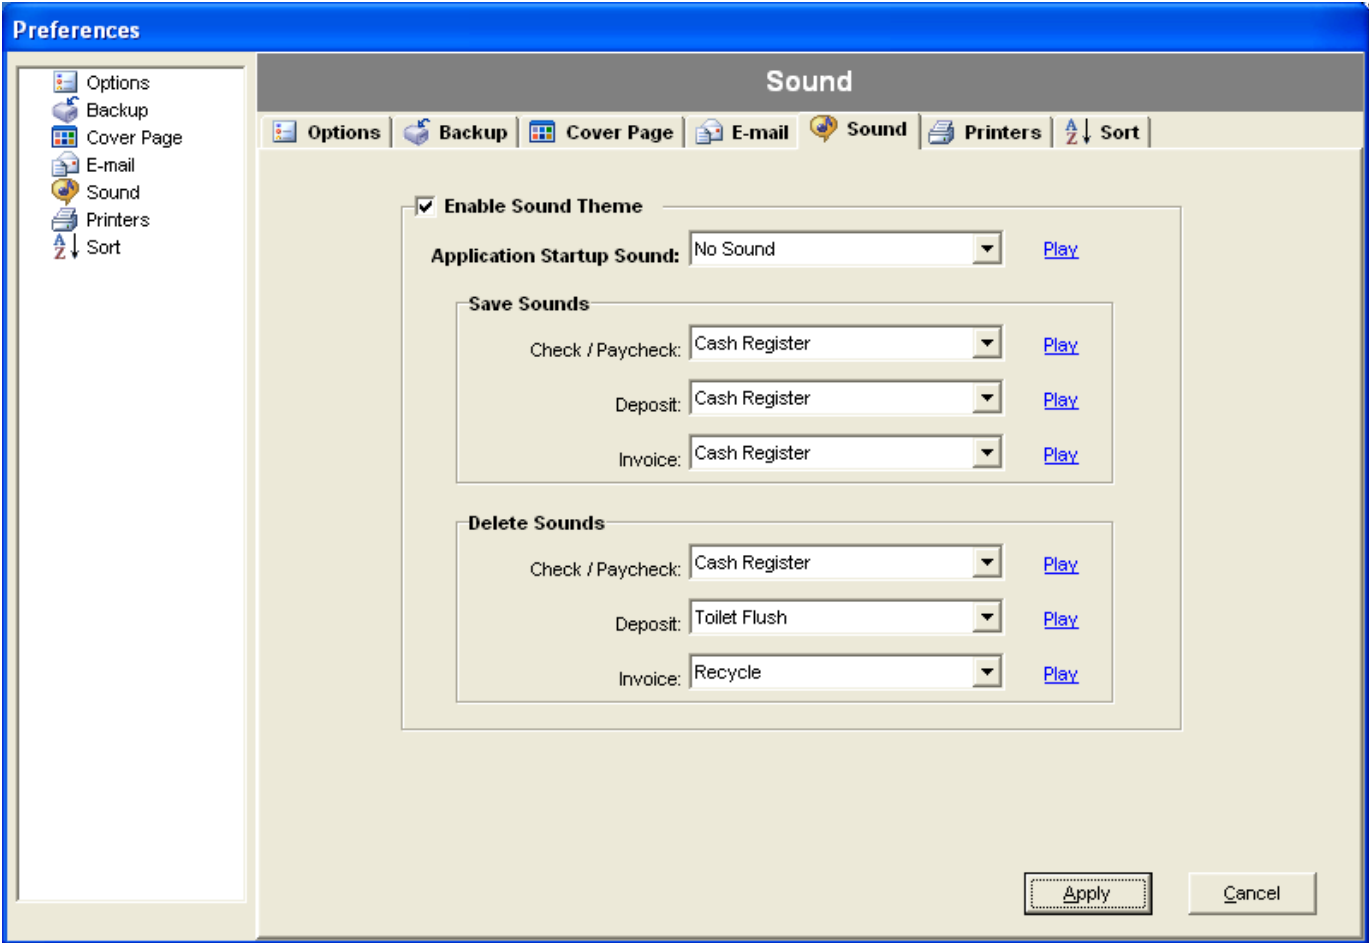 Preferences
Options
Backup
Cover Page
E-mail
Sound
Printers
Sort
Sound
Options Backup Cover Page E-mail Sound Printers Sort
Enable Sound Theme
Application Startup Sound: No Sound Play
Save Sounds
Check / Paycheck: Cash Register Play
Deposit: Cash Register Play
Invoice: Cash Register Play
Delete Sounds
Check / Paycheck: Cash Register Play
Deposit: Toilet Flush Play
Invoice: Recycle Play
Apply Cancel